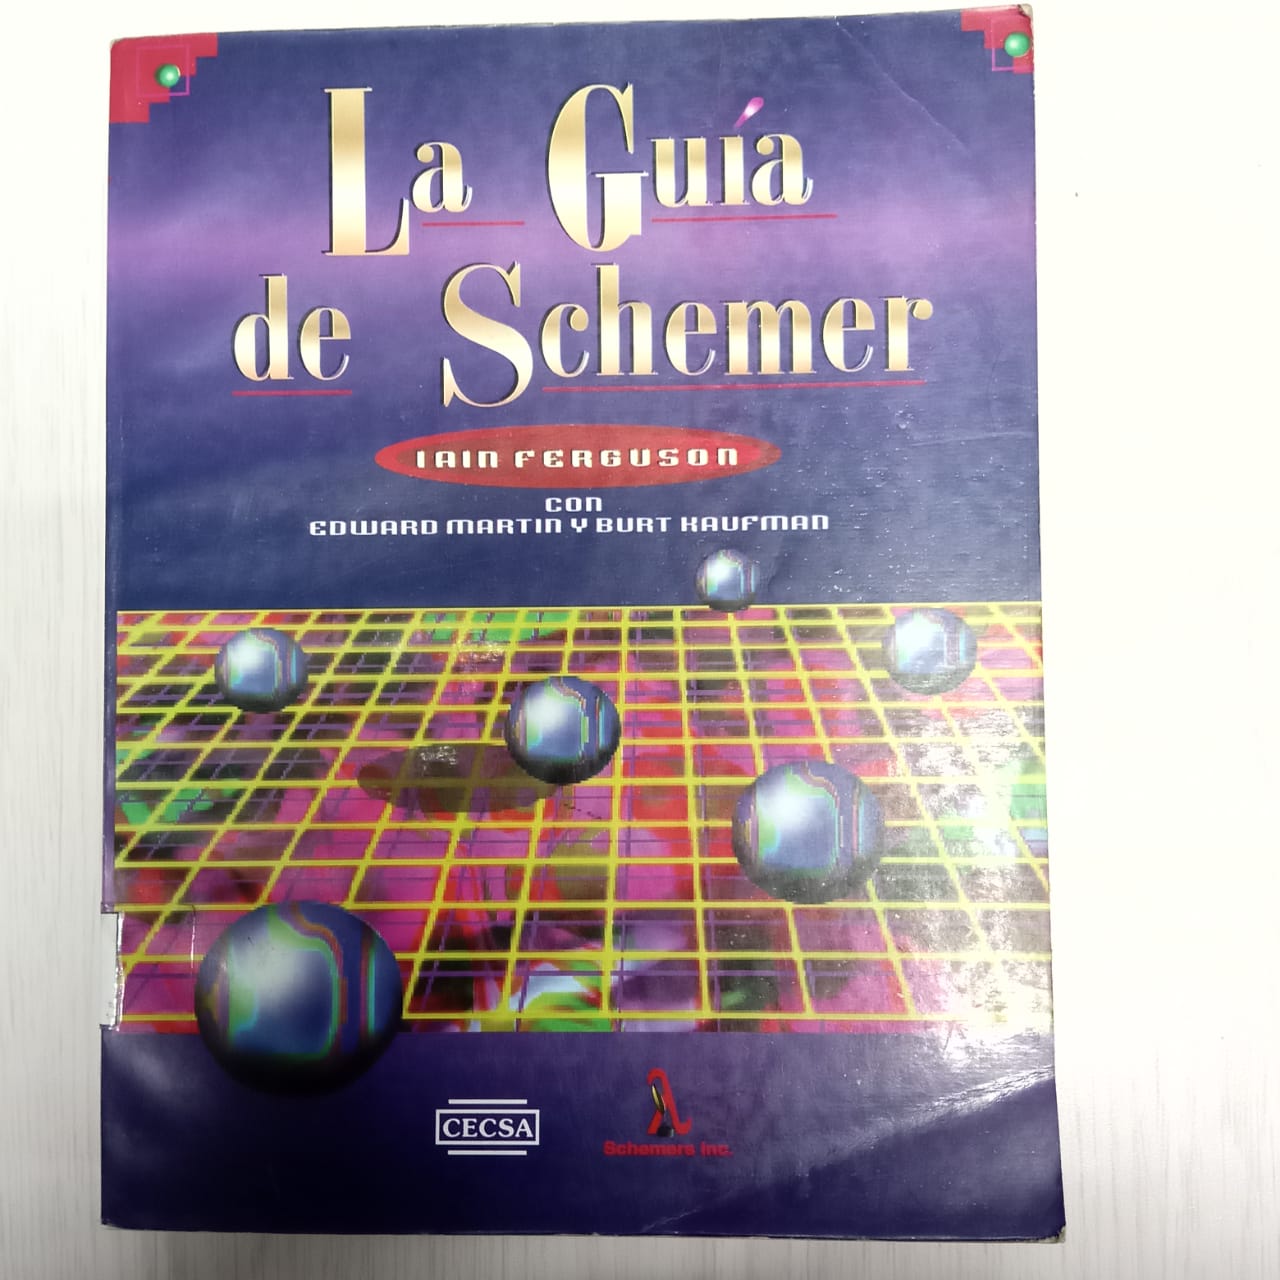 La Guía
de Schemer
IAIN FERGUSON
CON
EDWARD MARTIN Y BURT KAUFMAN
CECSA
Schemers Inc.